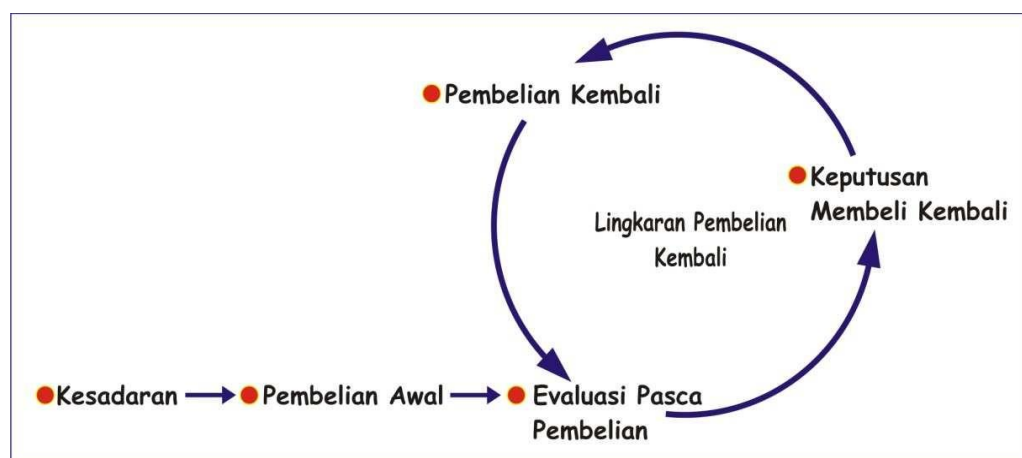 Pembelian Kembali
Keputusan
Membeli Kembali
Lingkaran Pembelian
Kembali
Kesadaran
Pembelian Awal
Evaluasi Pasca
Pembelian